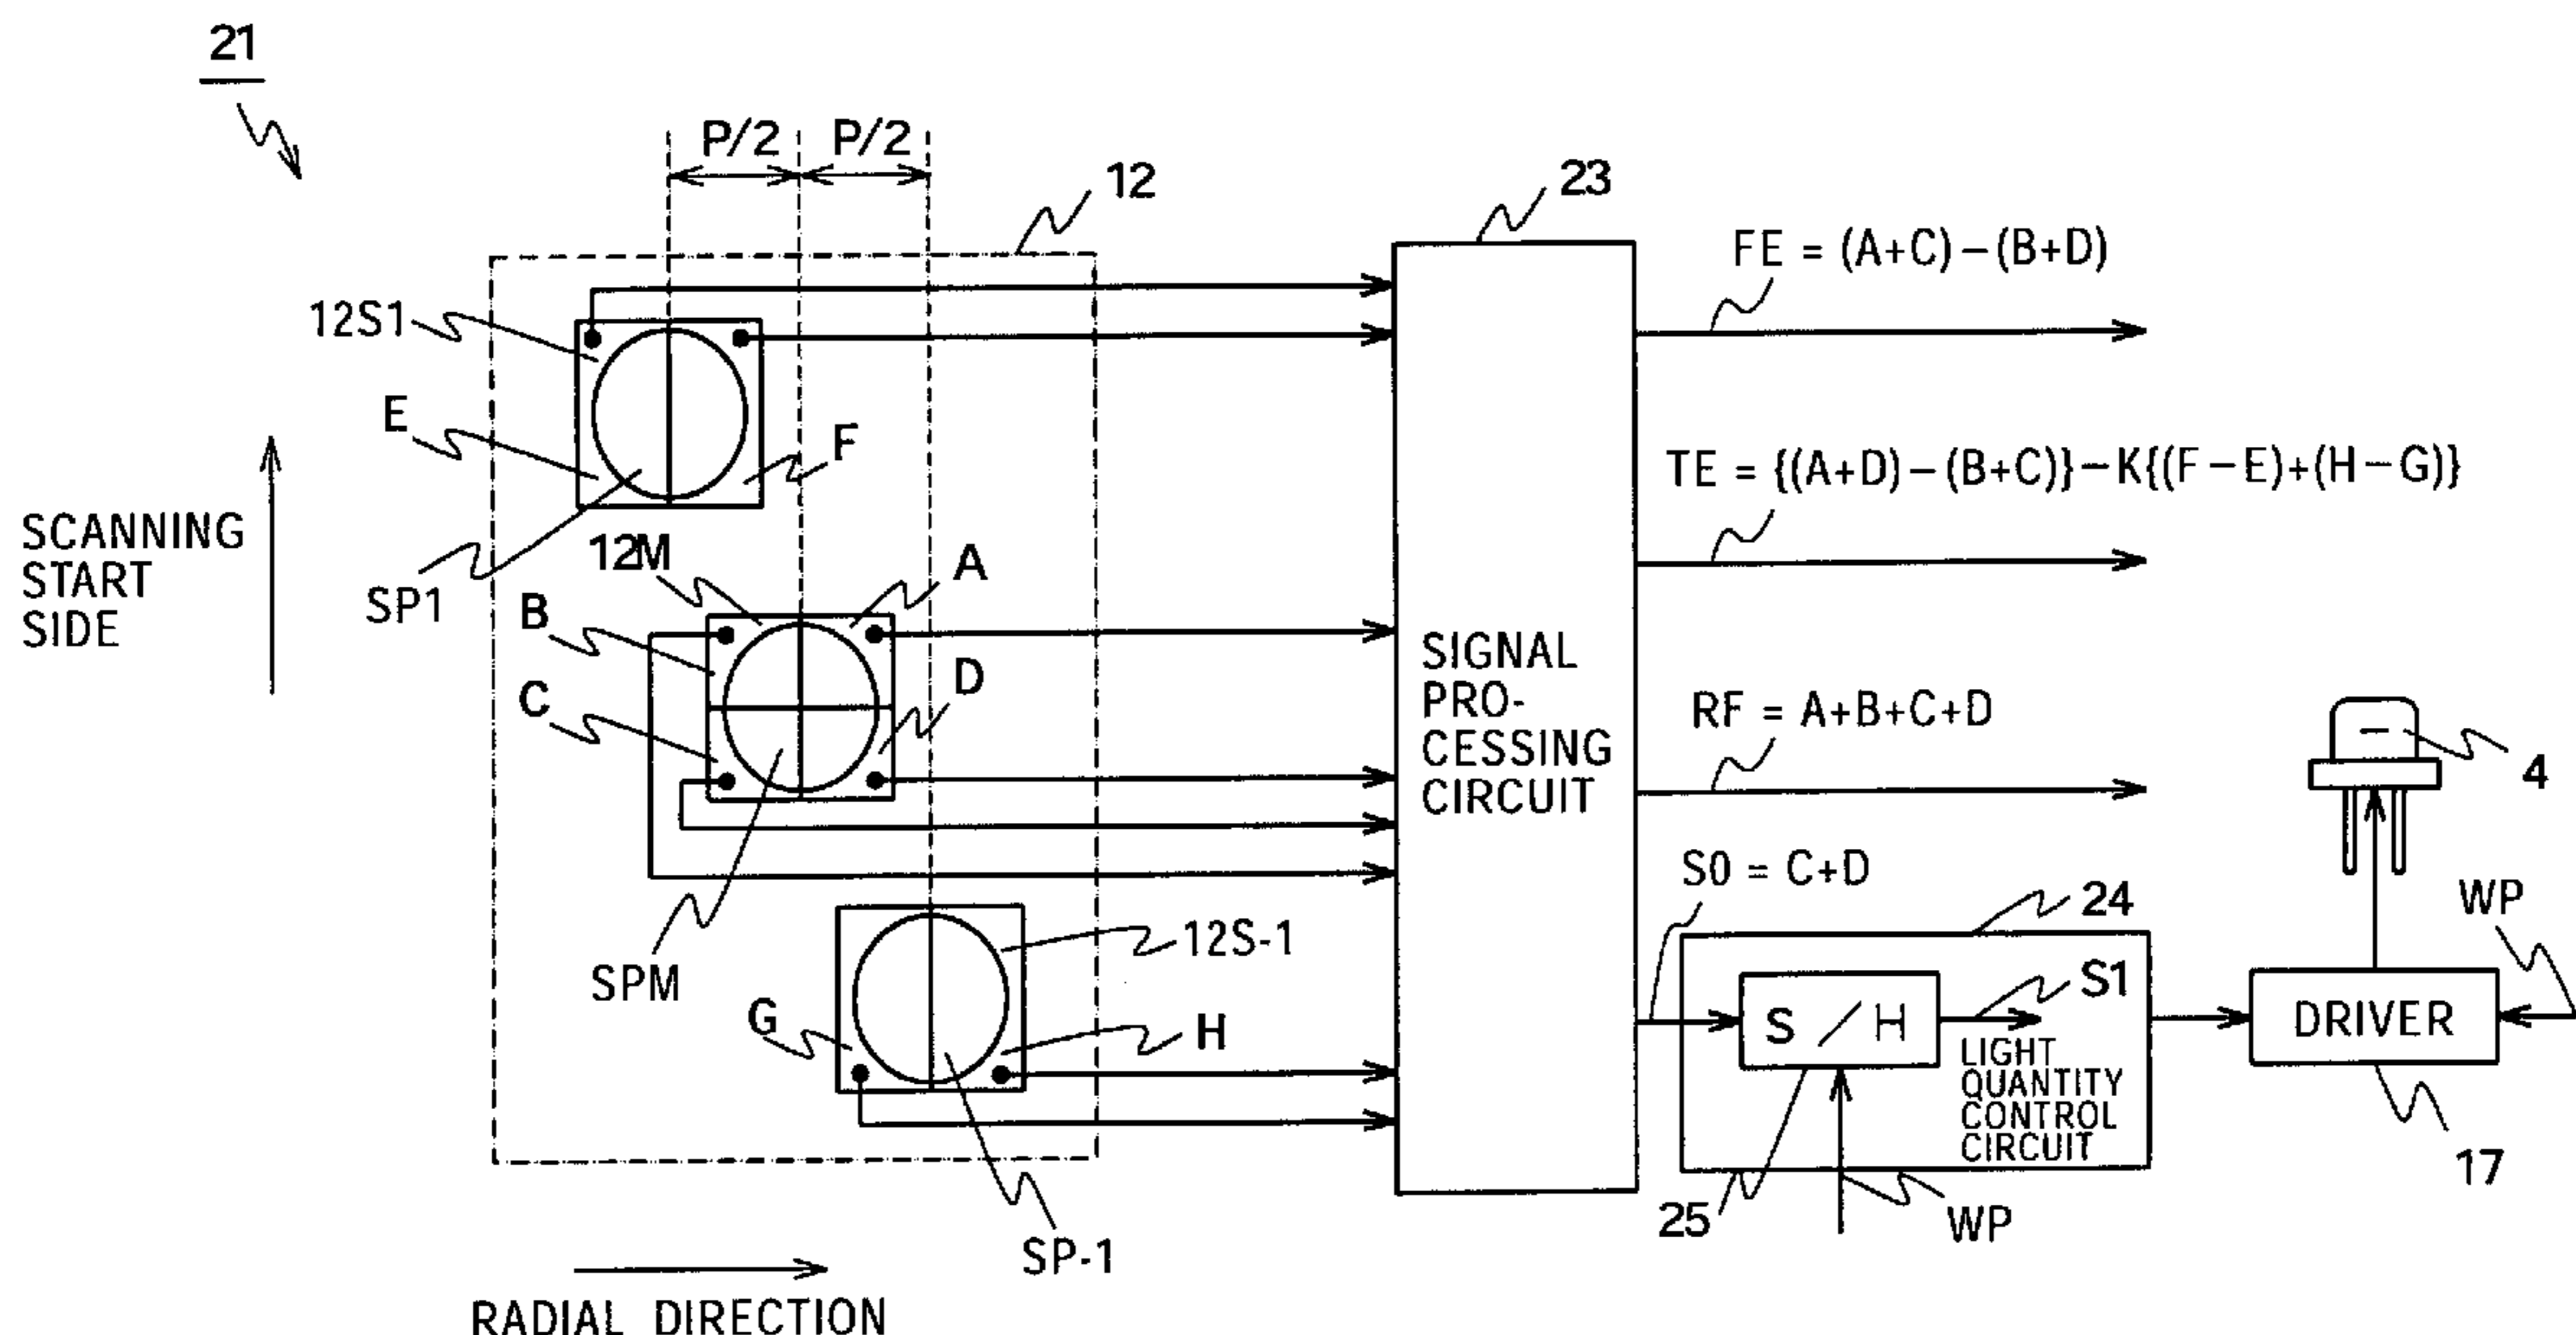 21
P/2
P/2
12
23
FE = (A+C)−(B+D)
12S1
E
F
TE = {(A+D)−(B+C)}−K{(F−E)+(H−G)}
SCANNING
START
SIDE
SP1
12M
A
B
C
D
SIGNAL
PRO-
CESSING
CIRCUIT
RF = A+B+C+D
4
S0 = C+D
24
WP
SPM
12S-1
G
H
S/H
S1
LIGHT
QUANTITY
CONTROL
CIRCUIT
DRIVER
17
25
WP
SP-1
RADIAL DIRECTION